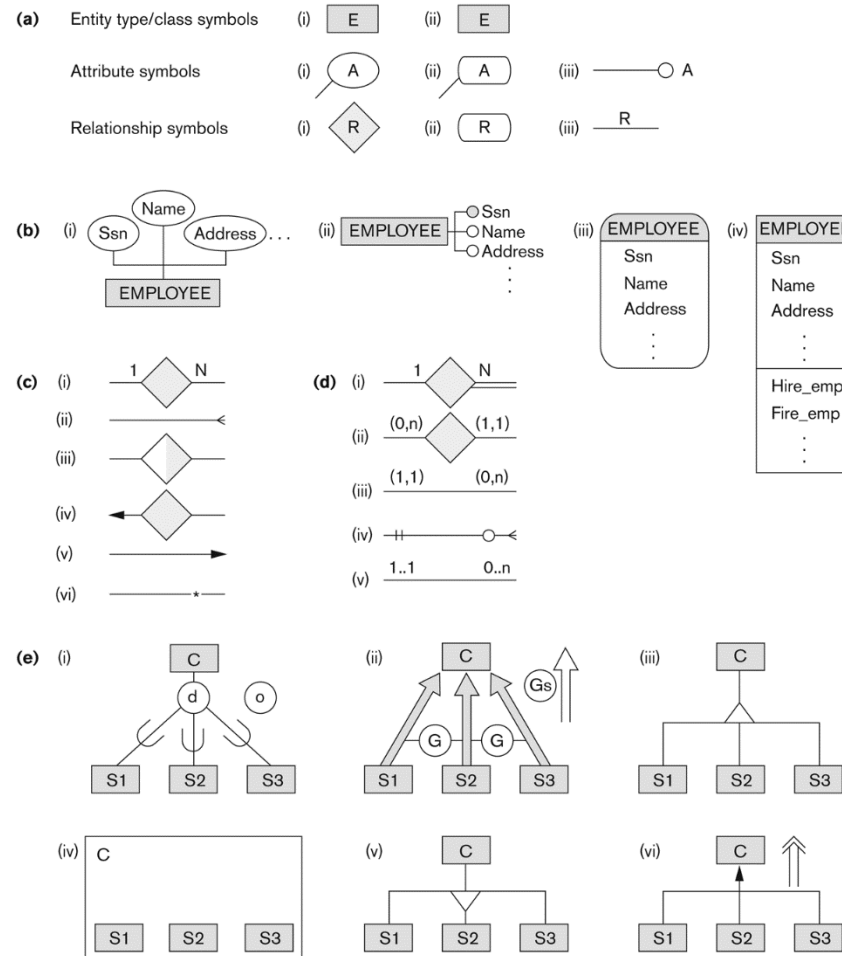 (a) Entity type/class symbols (i) E (ii) E
Attribute symbols (i) A (ii) A (iii) A
Relationship symbols (i) R (ii) R (iii) R
(b) (i) Ssn Name Address . . .
EMPLOYEE
(ii) EMPLOYEE Ssn
Name
Address
(iii) EMPLOYEE
Ssn
Name
Address
(iv) EMPLOYEE
Ssn
Name
Address
Hire_emp
Fire_emp
(c) (i) 1 N
(ii)
(iii)
(iv)
(v)
(vi) *
(d) (i) 1 N
(ii) (0,n) (1,1)
(iii) (1,1) (0,n)
(iv)
(v) 1..1 0..n
(e) (i) C
d o
S1 S2 S3
(ii) C
Gs
G G
S1 S2 S3
(iii) C
S1 S2 S3
(iv) C
S1 S2 S3
(v) C
S1 S2 S3
(vi) C
S1 S2 S3